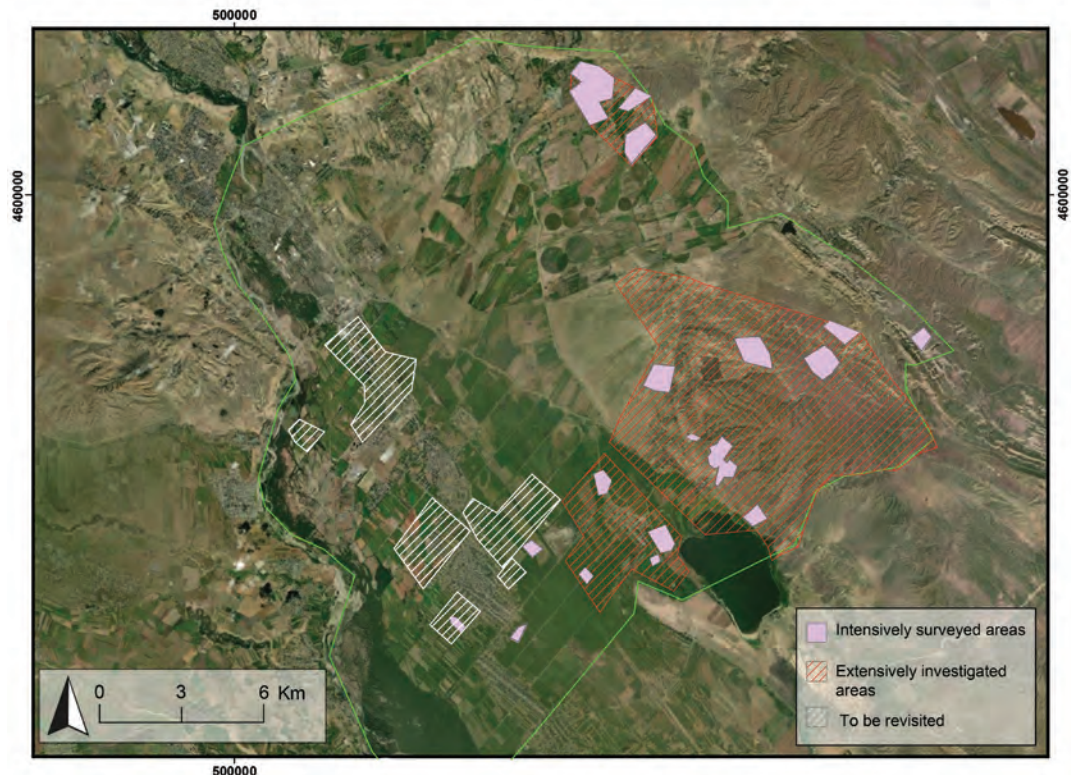 500000
4600000
4600000
Intensively surveyed areas
Extensively investigated
areas
To be revisited
0 3 6 Km
500000